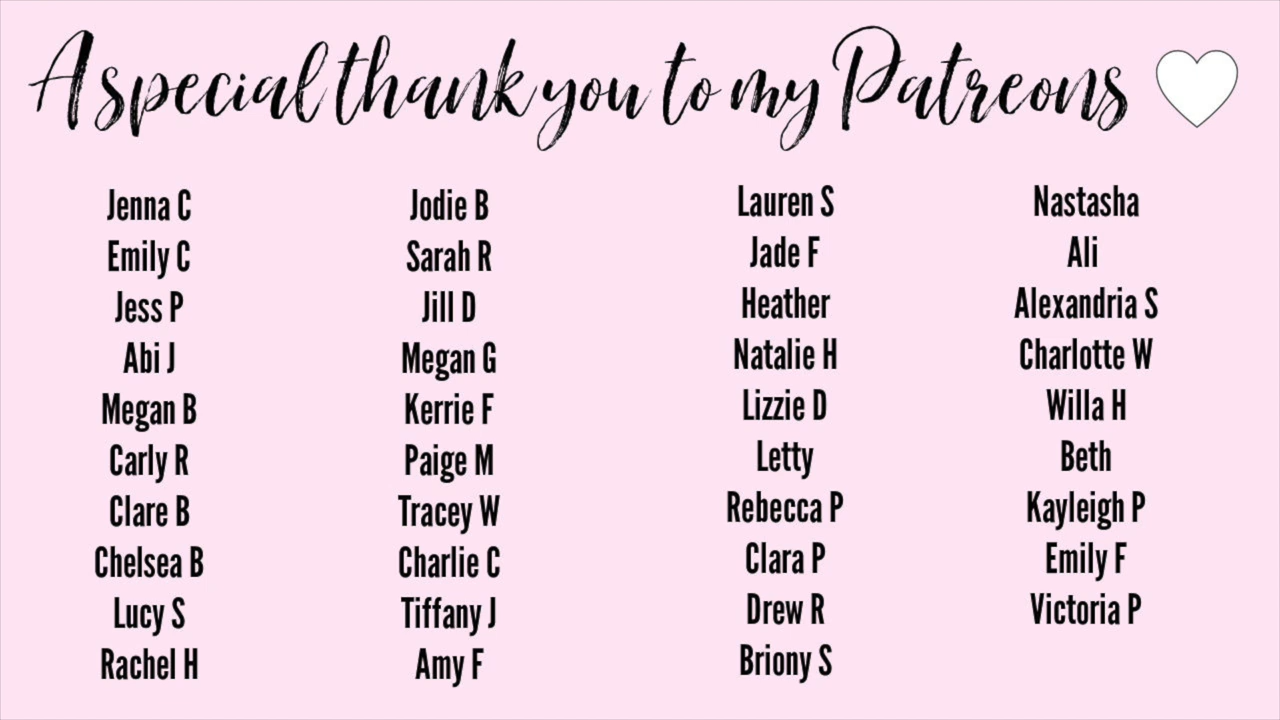 A special thank you to my Patreons
Jenna C
Emily C
Jess P
Abi J
Megan B
Carly R
Clare B
Chelsea B
Lucy S
Rachel H
Jodie B
Sarah R
Jill D
Megan G
Kerrie F
Paige M
Tracey W
Charlie C
Tiffany J
Amy F
Lauren S
Jade F
Heather
Natalie H
Lizzie D
Letty
Rebecca P
Clara P
Drew R
Briony S
Nastasha
Ali
Alexandria S
Charlotte W
Willa H
Beth
Kayleigh P
Emily F
Victoria P